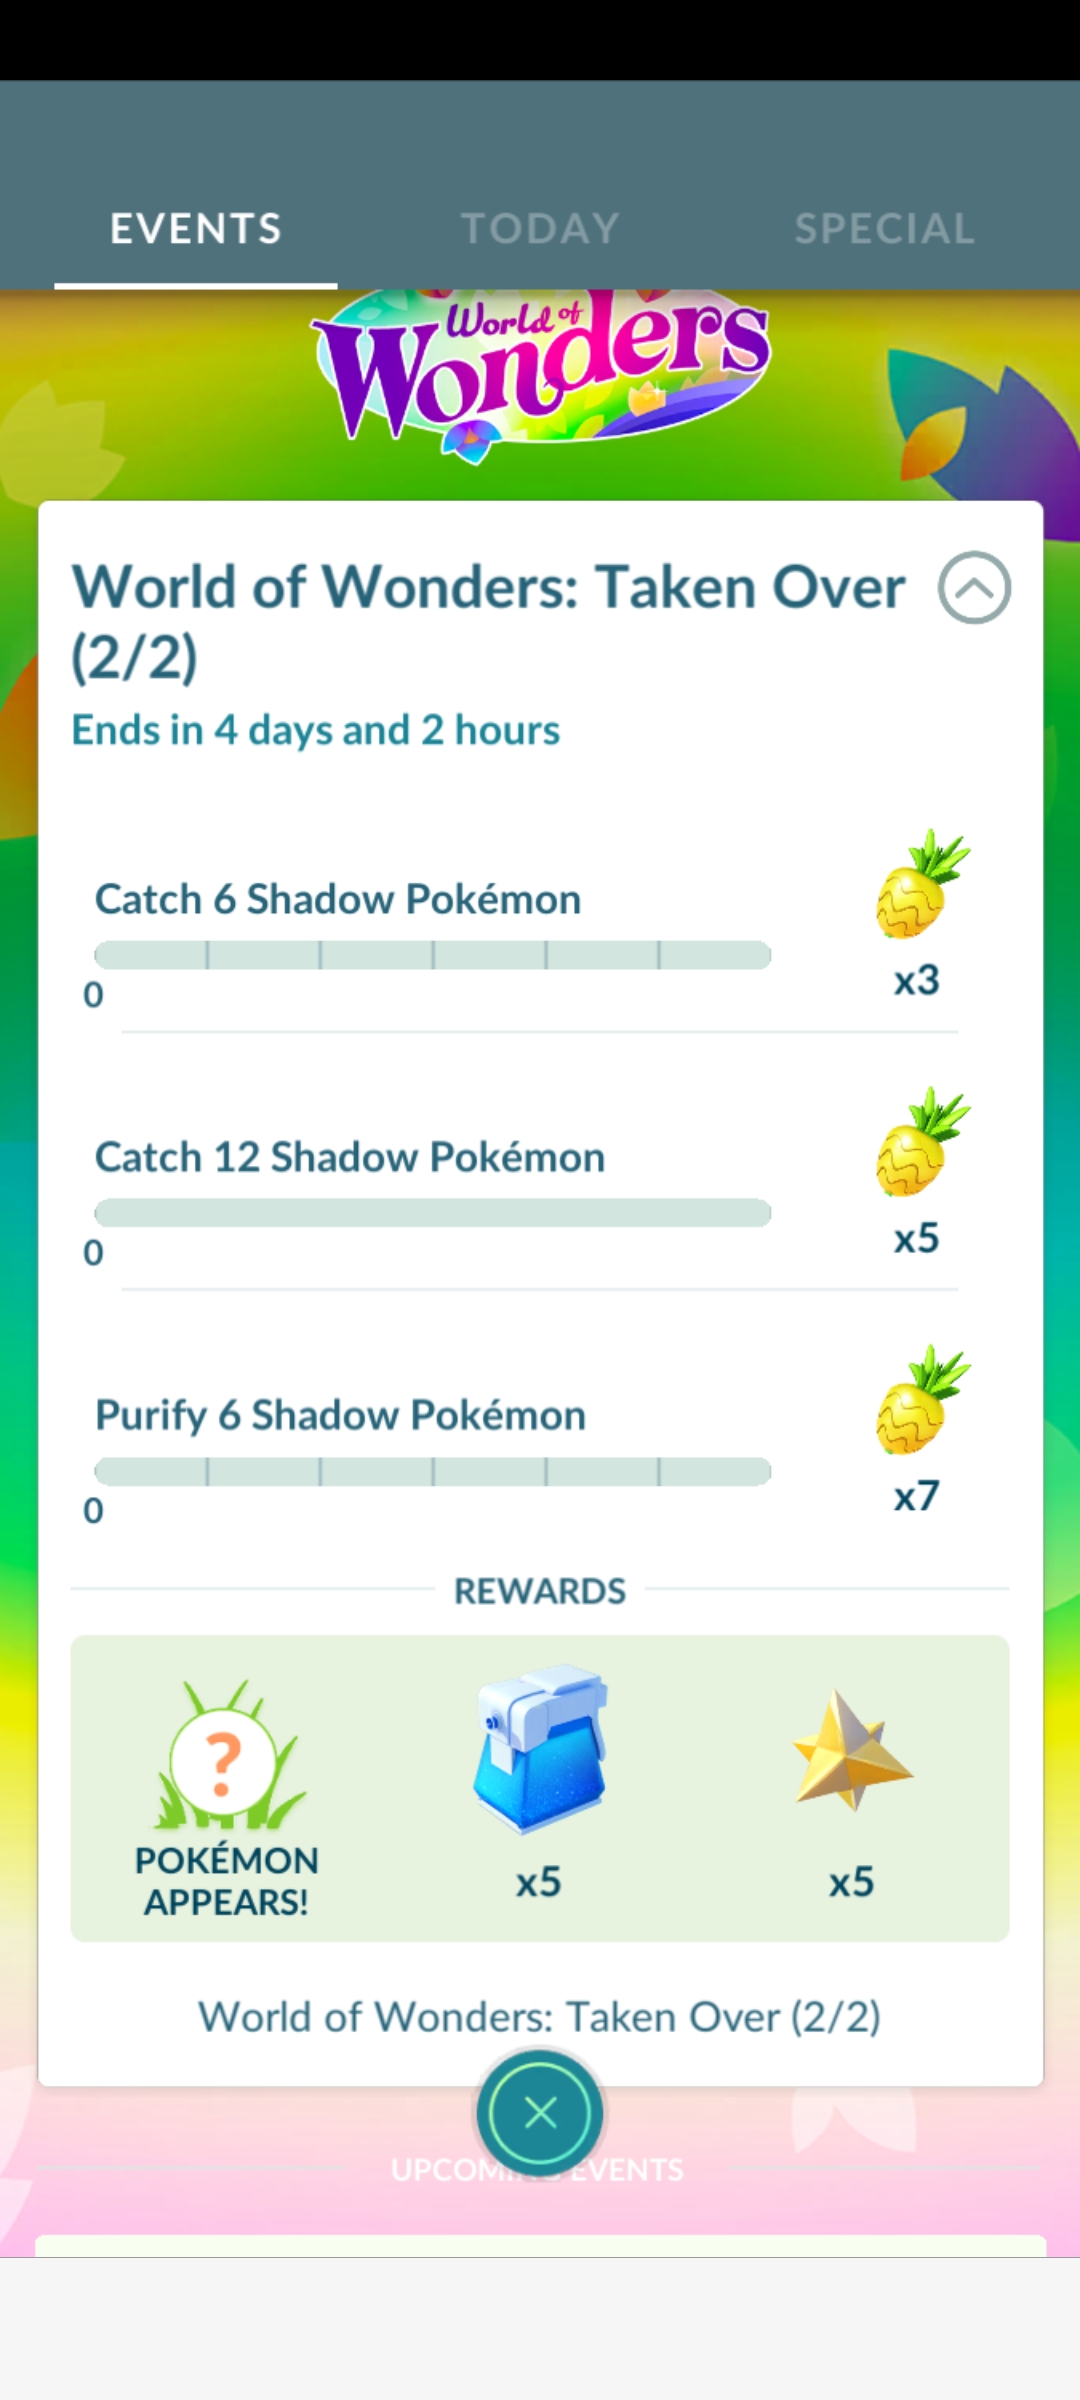 EVENTS
TODAY
SPECIAL
World of
Wonders
World of Wonders: Taken Over
(2/2)
Ends in 4 days and 2 hours
Catch 6 Shadow Pokémon
0
x3
Catch 12 Shadow Pokémon
0
x5
Purify 6 Shadow Pokémon
0
x7
REWARDS
?
POKÉMON
APPEARS!
x5
x5
World of Wonders: Taken Over (2/2)
UPCOMING EVENTS